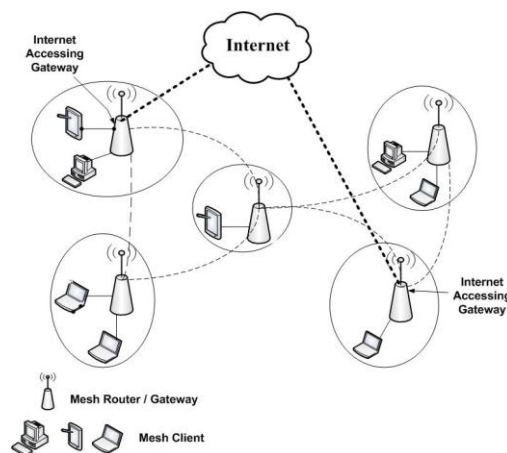 Internet
Accessing
Gateway
Internet
Internet
Accessing
Gateway
Mesh Router / Gateway
Mesh Client